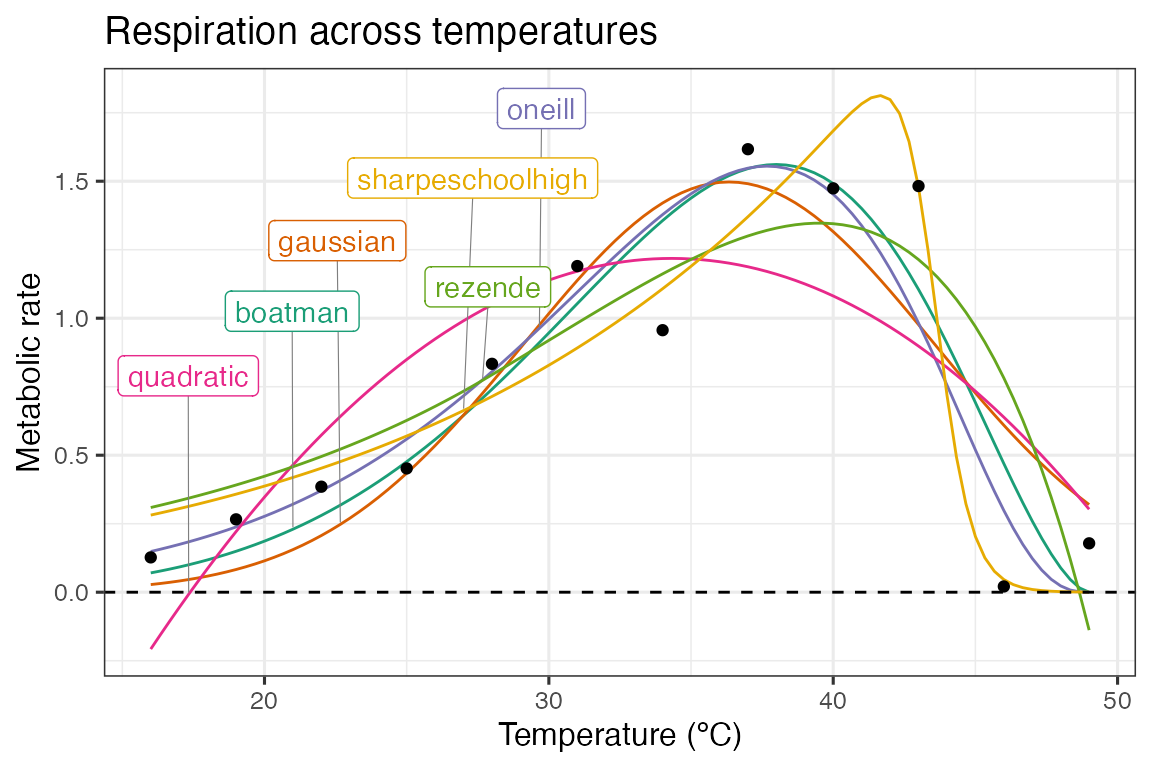 Respiration across temperatures
oneill
sharpeschoolhigh
gaussian
rezende
boatman
quadratic
Metabolic rate
1.5
1.0
0.5
0.0
20
30
40
50
Temperature (ºC)